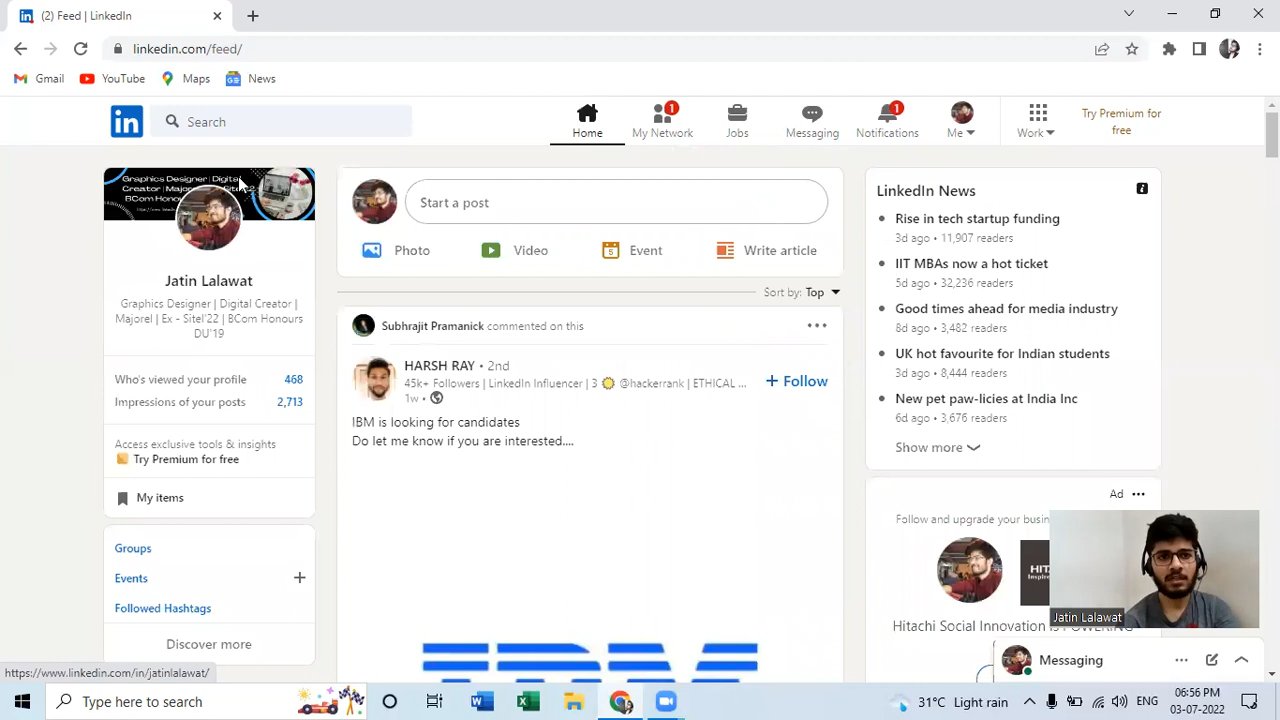 (2) Feed | LinkedIn
linkedin.com/feed/
Gmail
YouTube
Maps
News
in
Search
Home
1
My Network
Jobs
Messaging
1
Notifications
Me
Work
Try Premium for
free
Graphics Designer | Digital
Creator |
BCom
Jatin Lalawat
Graphics Designer | Digital Creator |
Majorel | Ex - Sitel'22 | BCom Honours
DU'19
Who's viewed your profile 468
Impressions of your posts 2,713
Access exclusive tools & insights
Try Premium for free
My items
Groups
Events
Followed Hashtags
Discover more
Start a post
Photo
Video
Event
Write article
Sort by: Top
Subhrajit Pramanick commented on this
HARSH RAY • 2nd
45k+ Followers | LinkedIn Influencer | 3 @hackerrank | ETHICAL ...
1w •
+ Follow
IBM is looking for candidates
Do let me know if you are interested....
LinkedIn News
Rise in tech startup funding
3d ago • 11,907 readers
IIT MBAs now a hot ticket
5d ago • 32,236 readers
Good times ahead for media industry
8d ago • 3,482 readers
UK hot favourite for Indian students
3d ago • 8,444 readers
New pet paw-licies at India Inc
6d ago • 3,676 readers
Show more
Ad
Follow and upgrade your
Hitachi Social Innovation is POWERING
Jatin Lalawat
Messaging
https://www.linkedin.com/in/jatinlalawat/
Type here to search
31°C Light rain
ENG
06:56 PM
03-07-2022